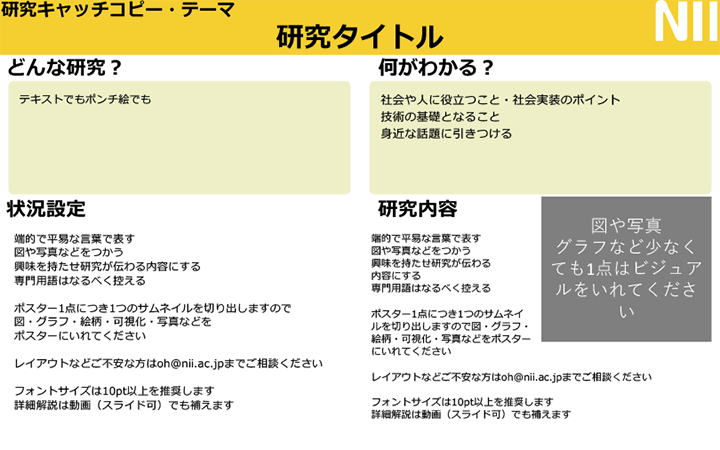 研究キャッチコピー・テーマ
NII
研究タイトル
どんな研究？
テキストでもポンチ絵でも
何がわかる？
社会や人に役立つこと・社会実装のポイント
技術の基礎となること
身近な話題に引きつける
状況設定
端的で平易な言葉で表す
図や写真などをつかう
興味を持たせ研究が伝わる内容にする
専門用語はなるべく控える
ポスター1点につき1つのサムネイルを切り出しますので
図・グラフ・絵柄・可視化・写真などを
ポスターにいれてください
レイアウトなどご不安な方はoh@nii.ac.jpまでご相談ください
フォントサイズは10pt以上を推奨します
詳細解説は動画（スライド可）でも補えます
研究内容
端的で平易な言葉で表す
図や写真などをつかう
興味を持たせ研究が伝わる
内容にする
専門用語はなるべく控える
ポスター1点につき1つのサムネイ
ルを切り出しますので図・グラフ・
絵柄・可視化・写真などをポスター
にいれてください
レイアウトなどご不安な方はoh@nii.ac.jpまでご相談ください
フォントサイズは10pt以上を推奨します
詳細解説は動画（スライド可）でも補えます
図や写真
グラフなど少なく
ても1点はビジュア
ルをいれてくださ
い